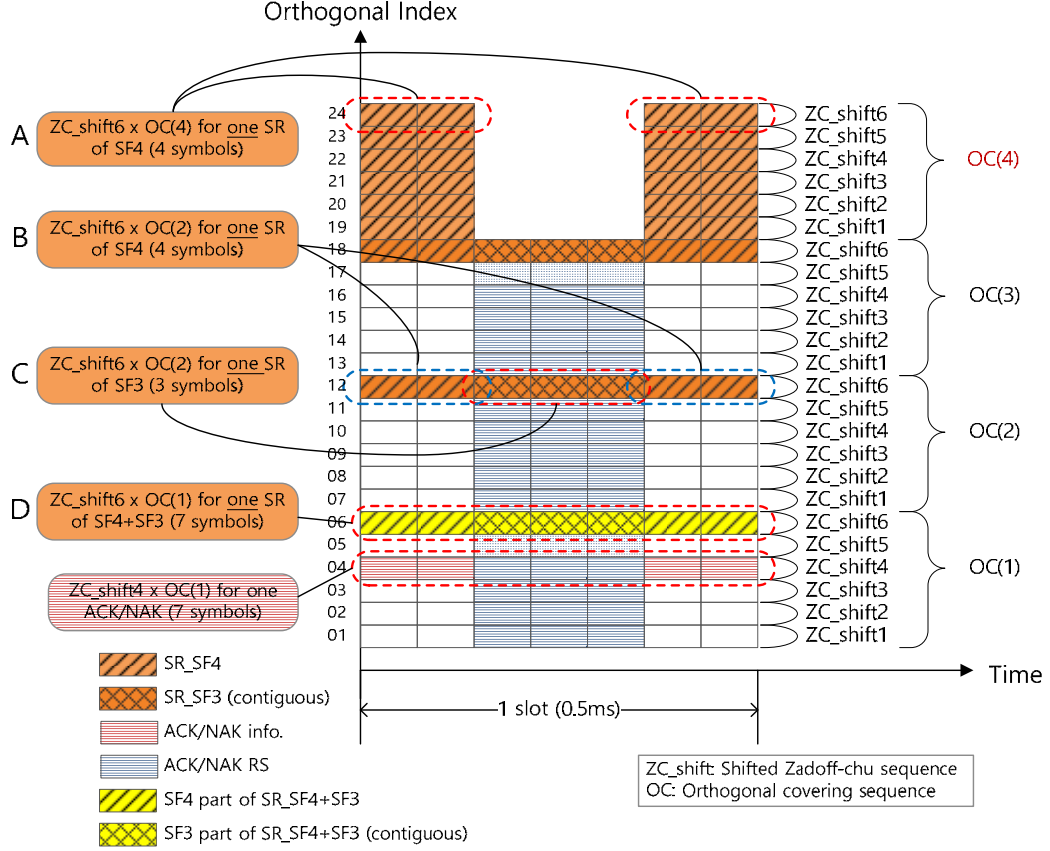 Orthogonal Index
A
ZC_shift6 x OC(4) for one SR
of SF4 (4 symbols)
B
ZC_shift6 x OC(2) for one SR
of SF4 (4 symbols)
C
ZC_shift6 x OC(2) for one SR
of SF3 (3 symbols)
D
ZC_shift6 x OC(1) for one SR
of SF4+SF3 (7 symbols)
ZC_shift4 x OC(1) for one
ACK/NAK (7 symbols)
24
23
22
21
20
19
18
17
16
15
14
13
12
11
10
09
08
07
06
05
04
03
02
01
ZC_shift6
ZC_shift5
ZC_shift4
ZC_shift3
ZC_shift2
ZC_shift1
ZC_shift6
ZC_shift5
ZC_shift4
ZC_shift3
ZC_shift2
ZC_shift1
ZC_shift6
ZC_shift5
ZC_shift4
ZC_shift3
ZC_shift2
ZC_shift1
ZC_shift6
ZC_shift5
ZC_shift4
ZC_shift3
ZC_shift2
ZC_shift1
OC(4)
OC(3)
OC(2)
OC(1)
Time
1 slot (0.5ms)
SR_SF4
SR_SF3 (contiguous)
ACK/NAK info.
ACK/NAK RS
SF4 part of SR_SF4+SF3
SF3 part of SR_SF4+SF3 (contiguous)
ZC_shift: Shifted Zadoff-chu sequence
OC: Orthogonal covering sequence